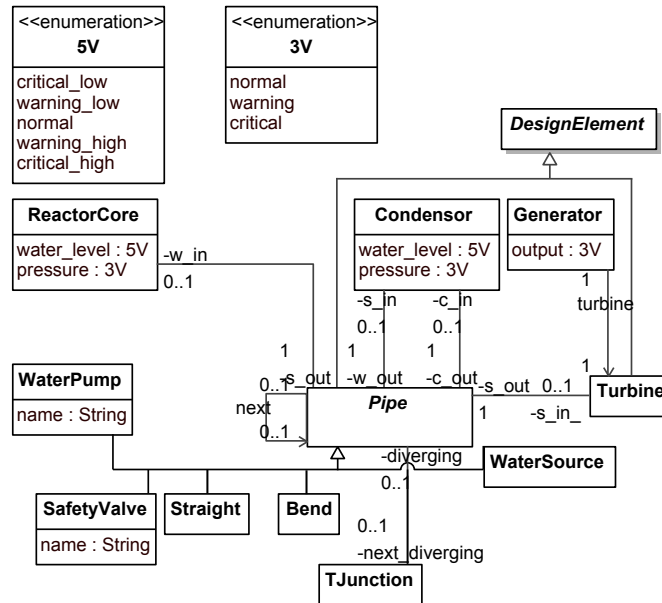 <<enumeration>>
5V
critical_low
warning_low
normal
warning_high
critical_high
<<enumeration>>
3V
normal
warning
critical
DesignElement
ReactorCore
water_level : 5V
pressure : 3V
-w_in
0..1
Condensor
water_level : 5V
pressure : 3V
Generator
output : 3V
-s_in
0..1
-c_in
0..1
1
turbine
1
1
1
1
-s_out
-w_out
-c_out
-s_out
0..1
1
-s_in_
Turbine
WaterPump
name : String
0..1
next
0..1
Pipe
-diverging
0..1
WaterSource
SafetyValve
name : String
Straight
Bend
0..1
-next_diverging
TJunction